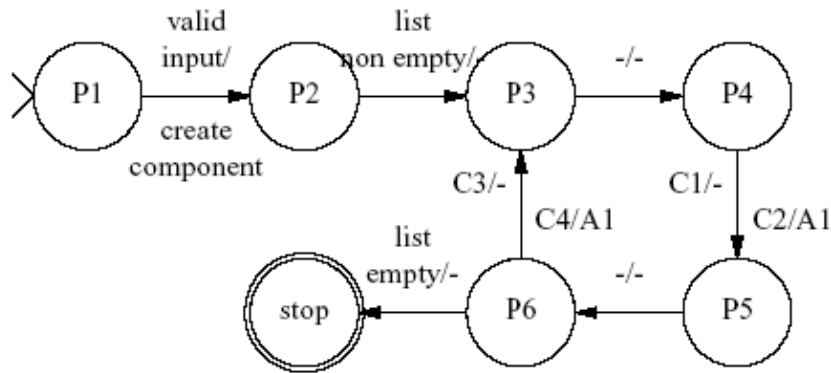 valid
input/
list
non empty/-
-/-
P1
P2
P3
P4
create
component
C3/-
C4/A1
C1/-
C2/A1
list
empty/-
-/-
stop
P6
P5